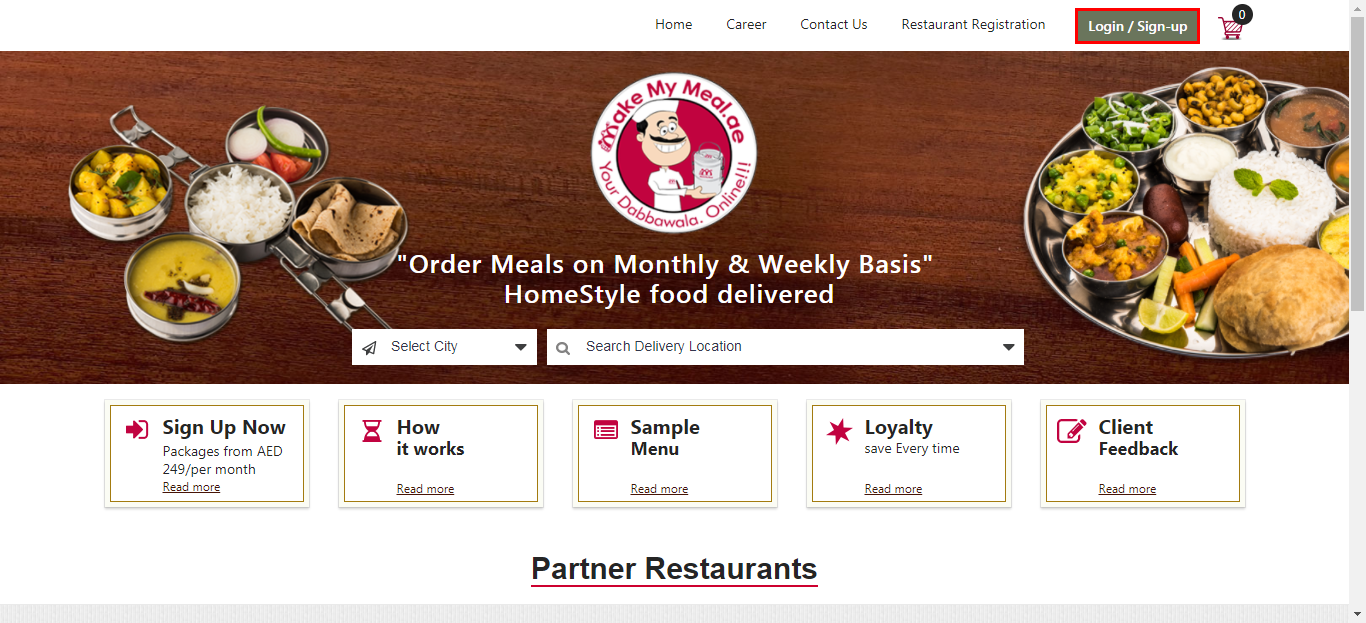 Home Career Contact Us Restaurant Registration Login / Sign-up 0
Make My Meal.ae
Your Dabbawala. Online!!!
"Order Meals on Monthly & Weekly Basis"
HomeStyle food delivered
Select City Search Delivery Location
Sign Up Now
Packages from AED
249/per month
Read more
How
it works
Read more
Sample
Menu
Read more
Loyalty
save Every time
Read more
Client
Feedback
Read more
Partner Restaurants